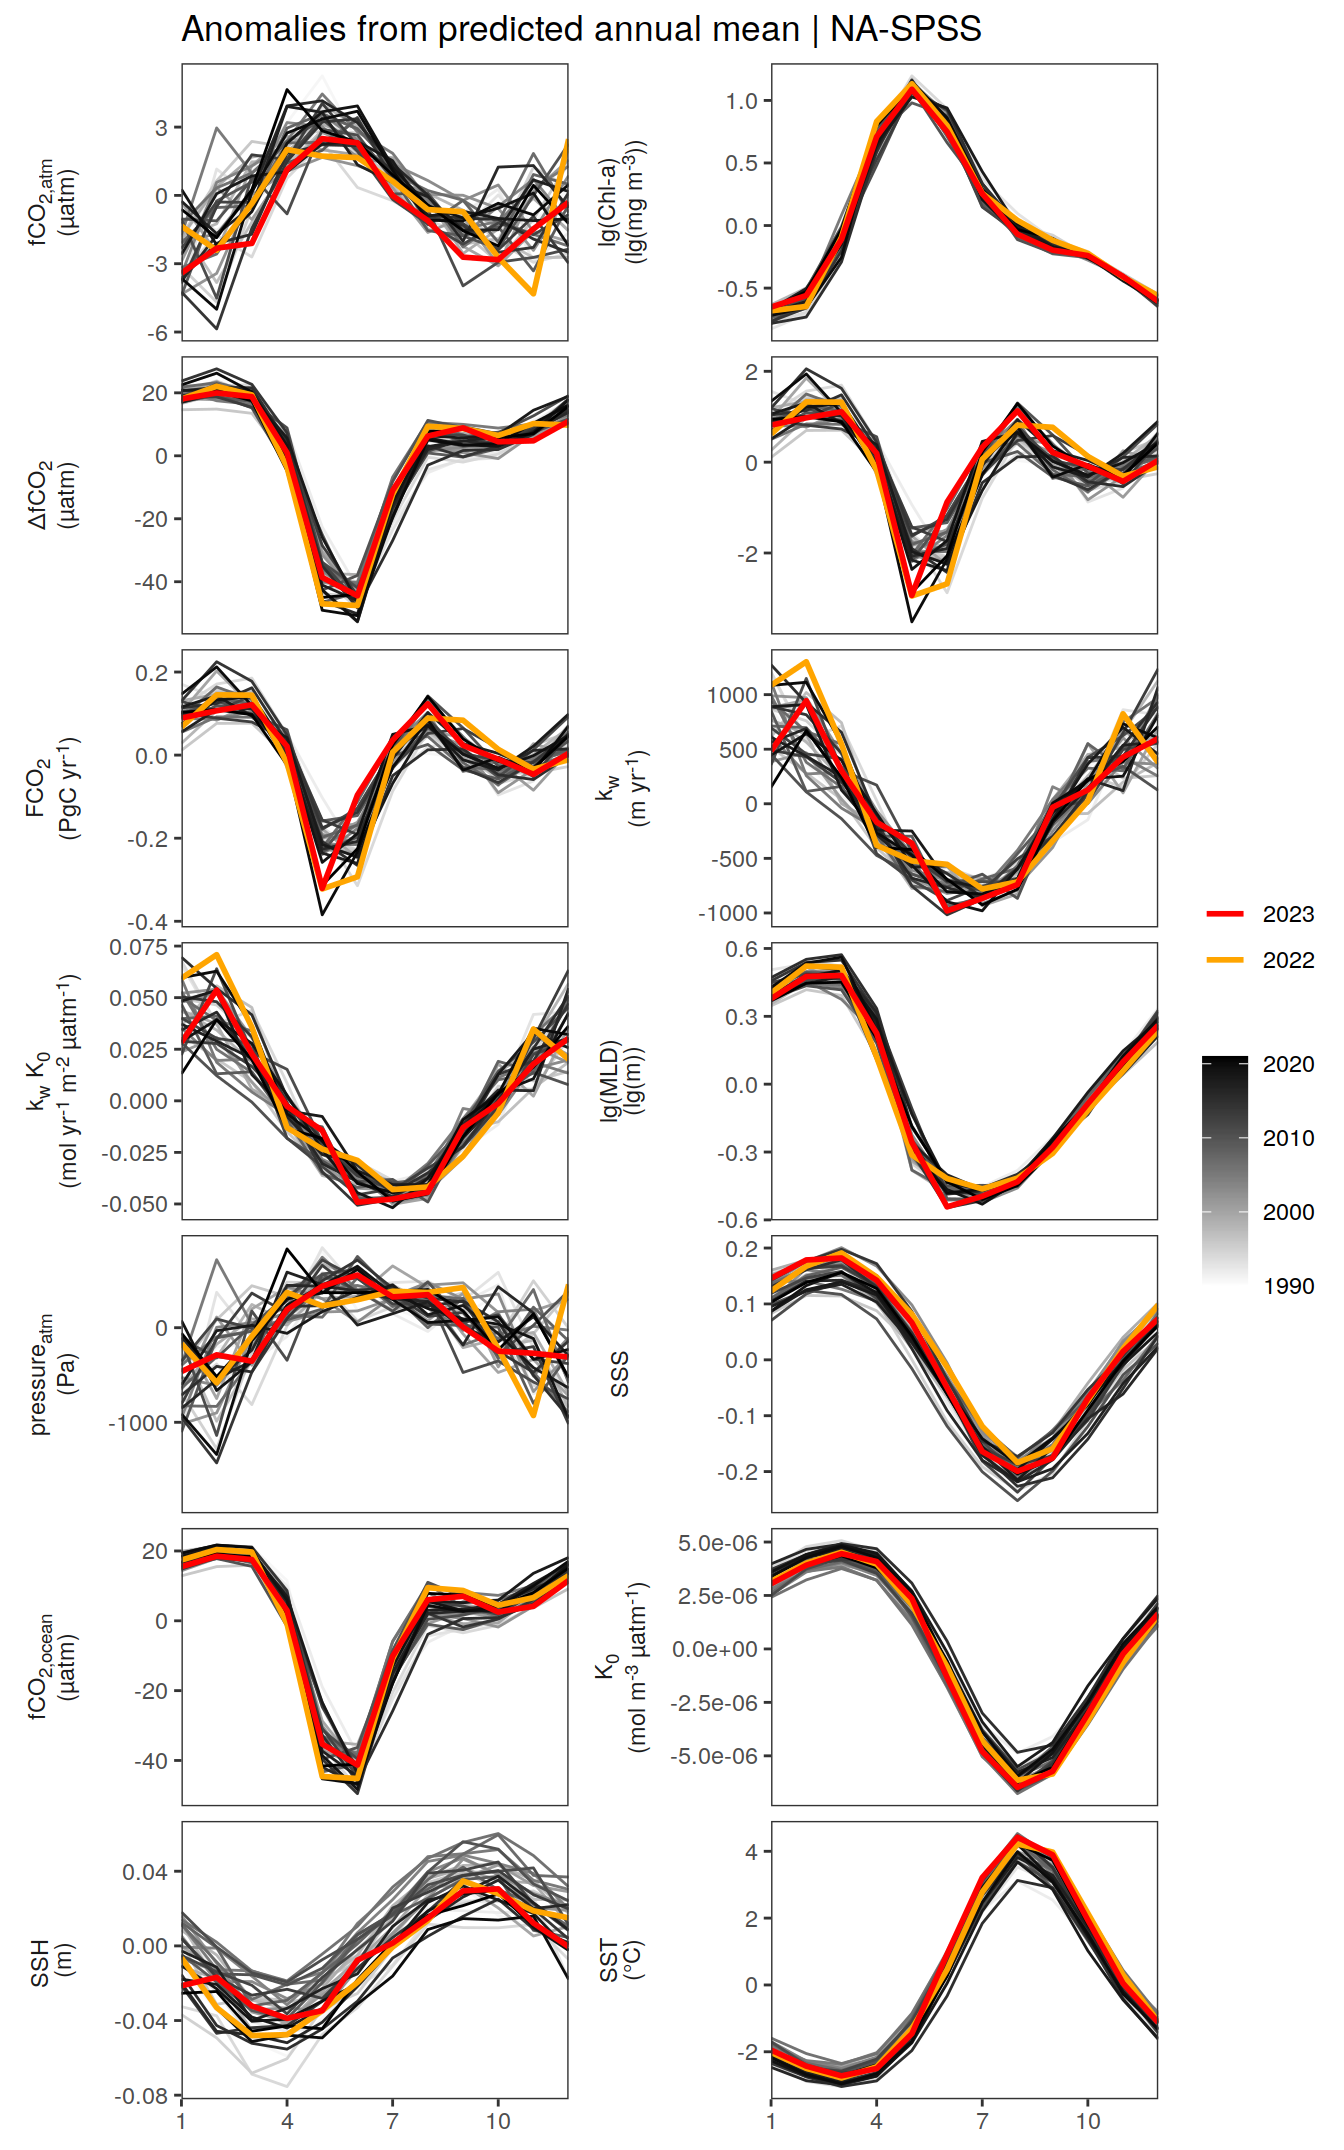 Anomalies from predicted annual mean | NA-SPSS
fCO2,atm
(µatm)
3
0
-3
-6
lg(Chl-a)
(lg(mg m-3))
1.0
0.5
0.0
-0.5
ΔfCO2
(µatm)
20
0
-20
-40
2
0
-2
FCO2
(PgC yr-1)
0.2
0.0
-0.2
-0.4
kw
(m yr-1)
1000
500
0
-500
-1000
kw K0
(mol yr-1 m-2 µatm-1)
0.075
0.050
0.025
0.000
-0.025
-0.050
lg(MLD)
(lg(m))
0.6
0.3
0.0
-0.3
-0.6
pressureatm
(Pa)
0
-1000
SSS
0.2
0.1
0.0
-0.1
-0.2
fCO2,ocean
(µatm)
20
0
-20
-40
K0
(mol m-3 µatm-1)
5.0e-06
2.5e-06
0.0e+00
-2.5e-06
-5.0e-06
SSH
(m)
0.04
0.00
-0.04
-0.08
1 4 7 10
SST
(°C)
4
2
0
-2
1 4 7 10
2023
2022
2020
2010
2000
1990